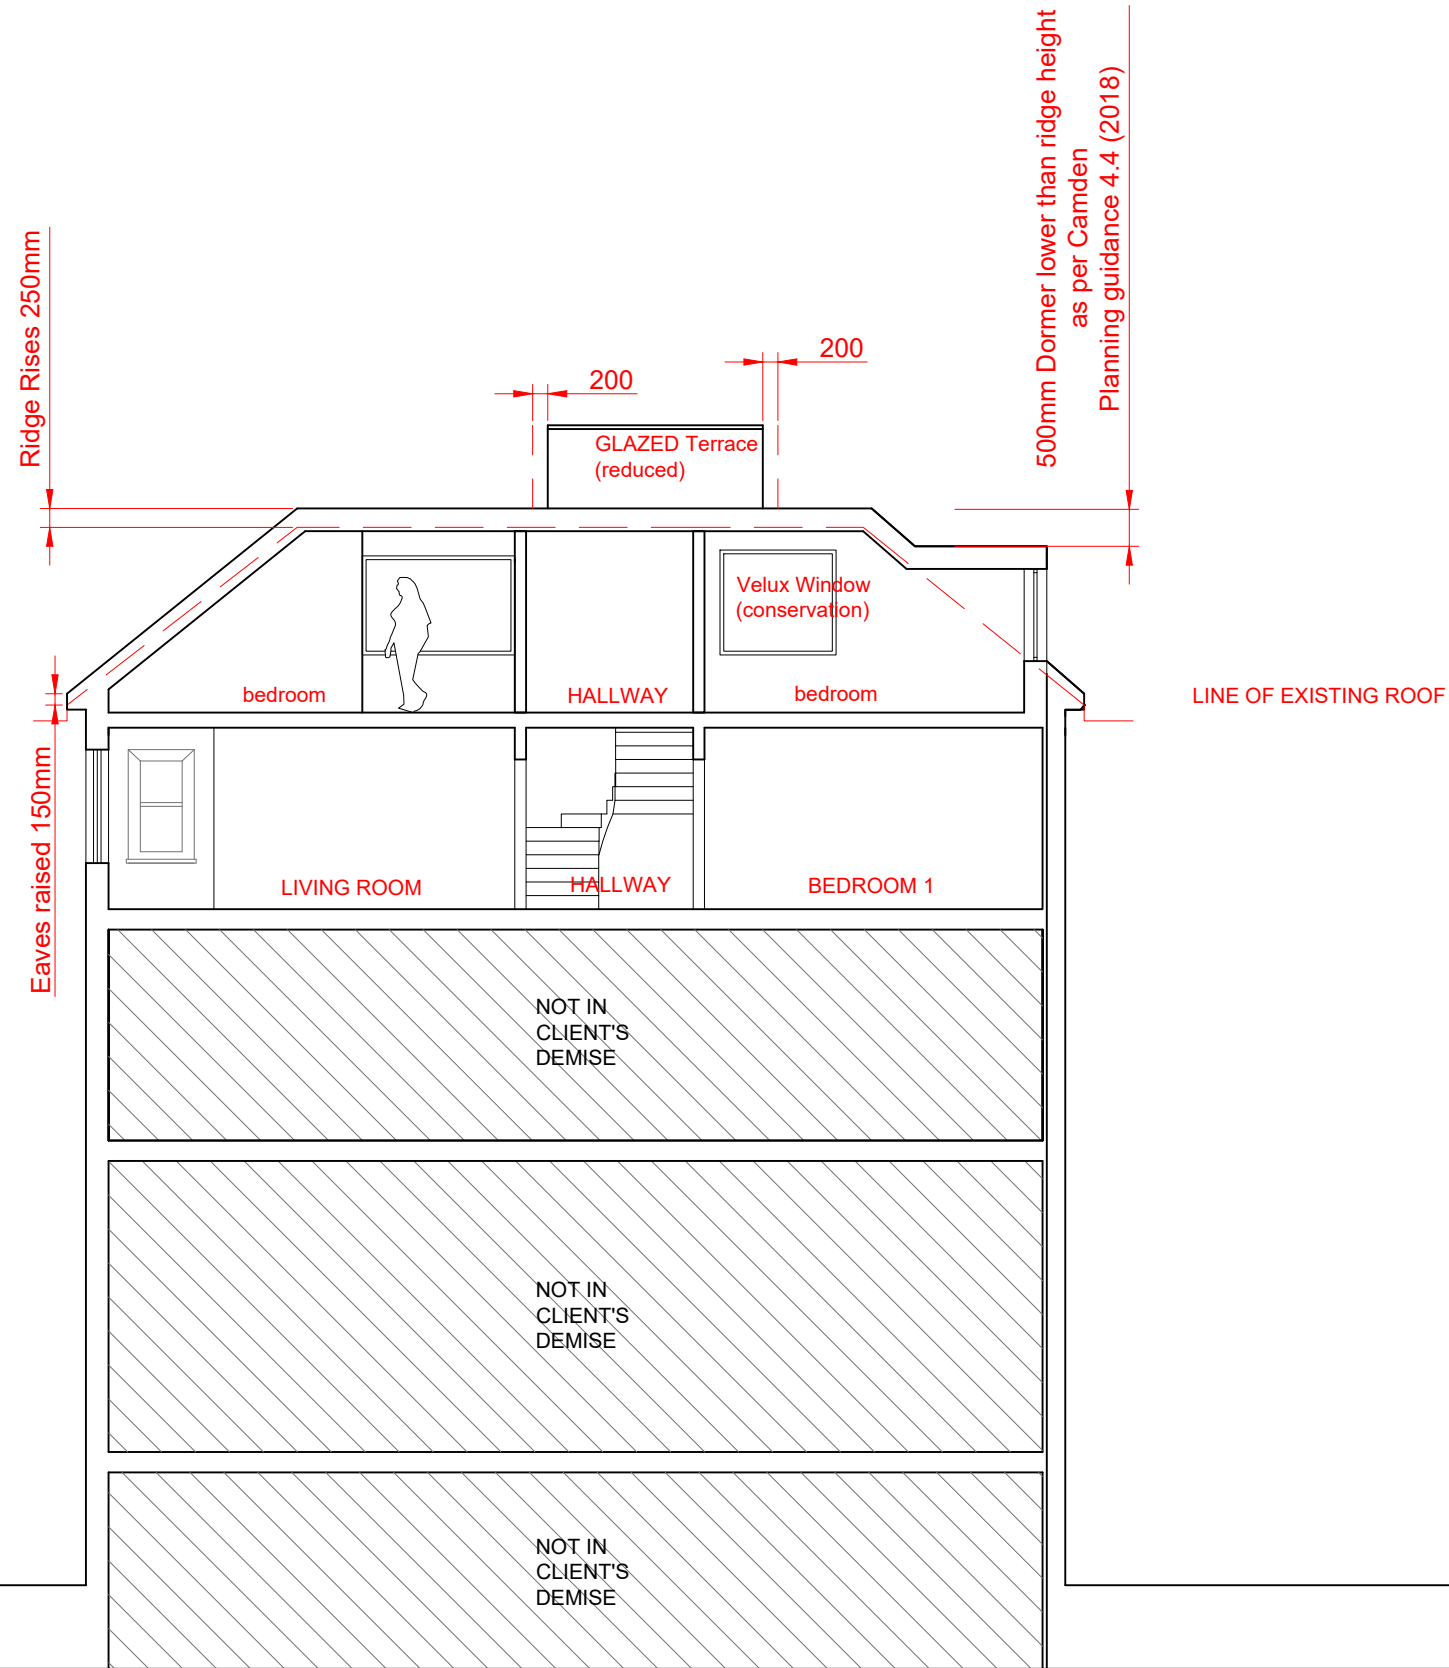 500mm Dormer lower than ridge height
as per Camden
Planning guidance 4.4 (2018)
Ridge Rises 250mm
200
200
GLAZED Terrace
(reduced)
Velux Window
(conservation)
bedroom
HALLWAY
bedroom
LINE OF EXISTING ROOF
Eaves raised 150mm
LIVING ROOM
HALLWAY
BEDROOM 1
NOT IN
CLIENT'S
DEMISE
NOT IN
CLIENT'S
DEMISE
NOT IN
CLIENT'S
DEMISE